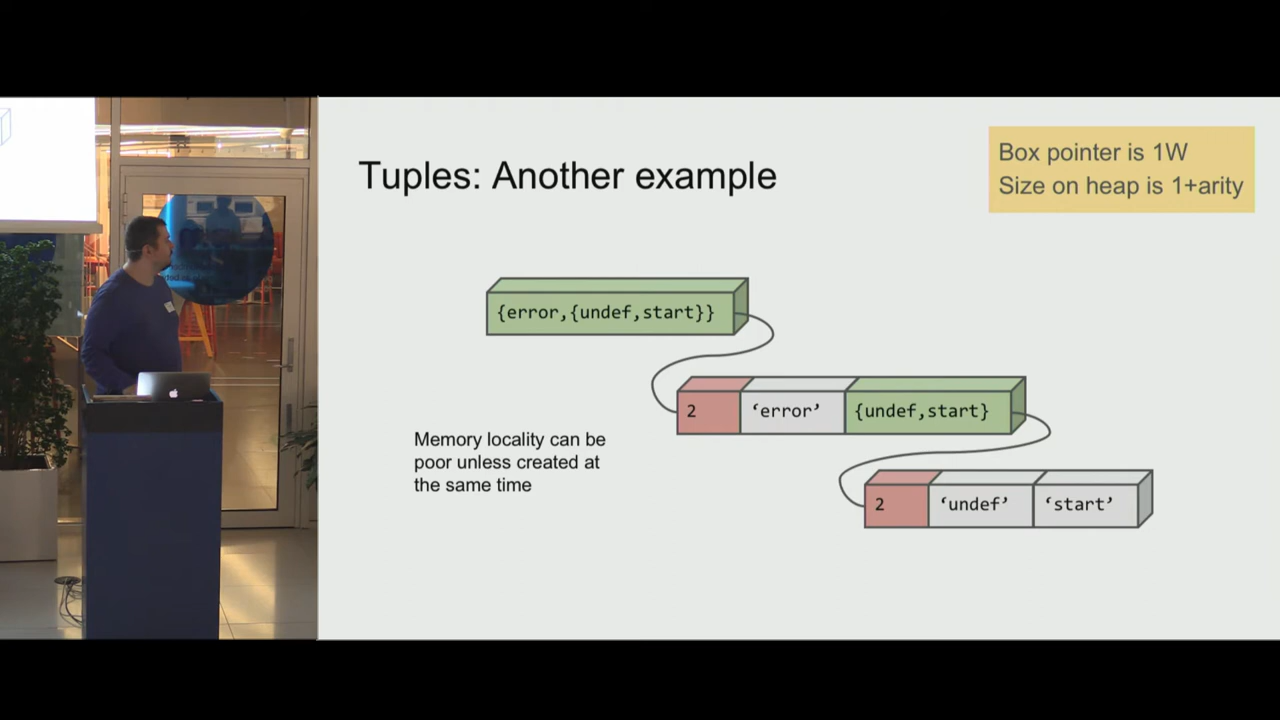 Tuples: Another example
Box pointer is 1W
Size on heap is 1+arity
{error,{undef,start}}
2 ‘error’ {undef,start}
Memory locality can be
poor unless created at
the same time
2 ‘undef’ ‘start’